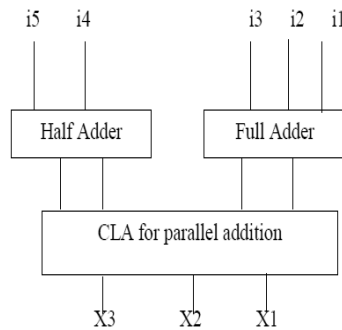 i5 i4 i3 i2 i1
Half Adder Full Adder
CLA for parallel addition
X3 X2 X1